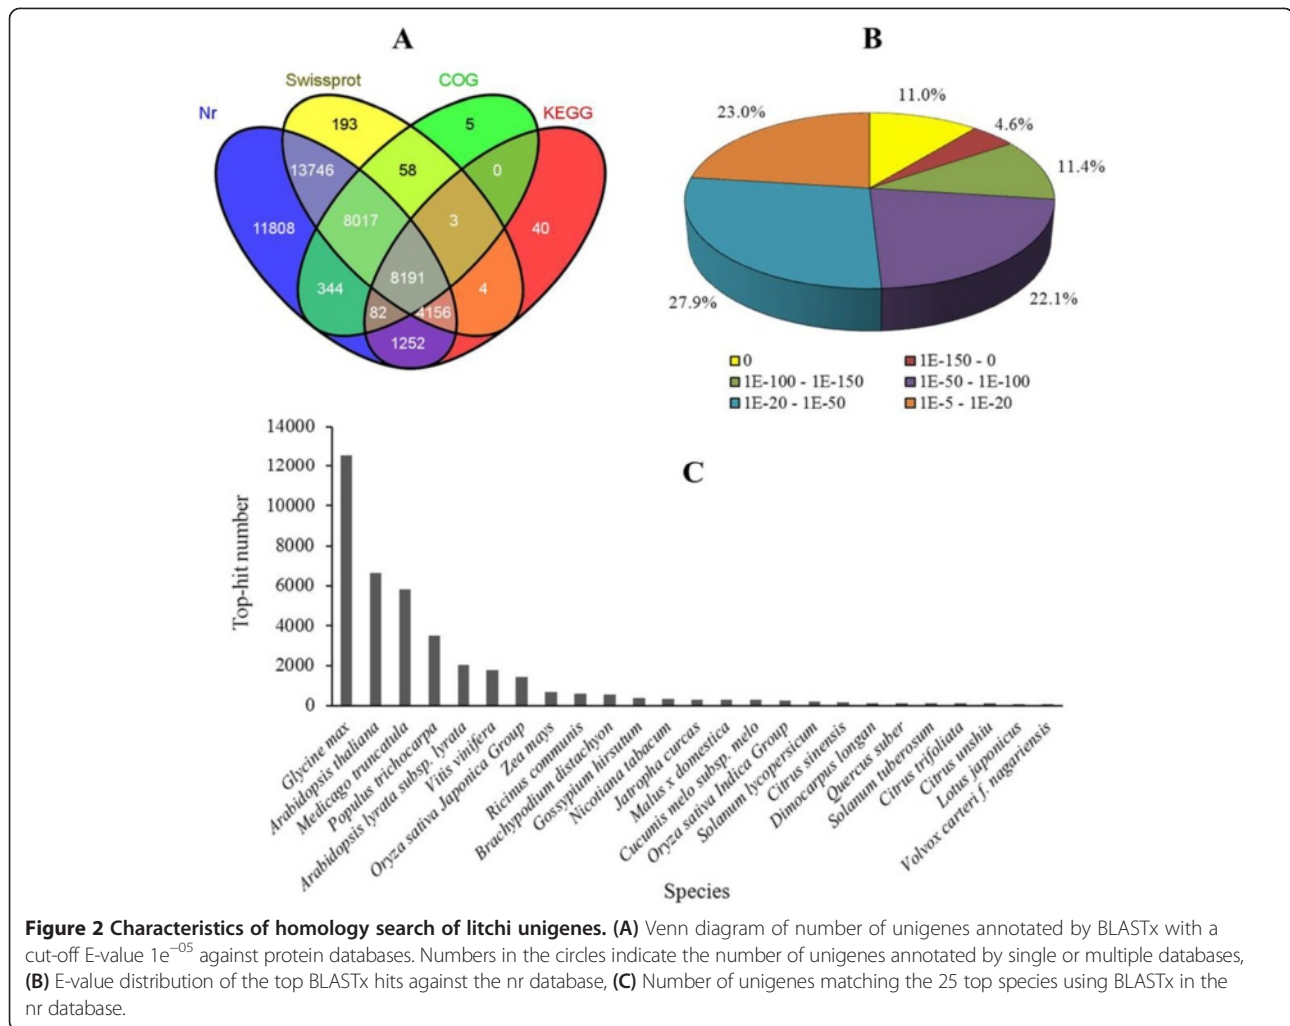 A
B
Swissprot
COG
Nr
KEGG
193
5
13746
58
0
11808
8017
3
40
8191
344
4
82
4156
1252
11.0%
23.0%
4.6%
11.4%
27.9%
22.1%
0
1E-150 - 0
1E-100 - 1E-150
1E-50 - 1E-100
1E-20 - 1E-50
1E-5 - 1E-20
C
Top-hit number
14000
12000
10000
8000
6000
4000
2000
0
Glycine max
Arabidopsis thaliana
Medicago truncatula
Populus trichocarpa
Arabidopsis lyrata subsp. lyrata
Vitis vinifera
Oryza sativa Japonica Group
Zea mays
Ricinus communis
Brachypodium distachyon
Gossypium hirsutum
Nicotiana tabacum
Jatropha curcas
Malus x domestica
Cucumis melo subsp. melo
Oryza sativa Indica Group
Solanum lycopersicum
Citrus sinensis
Dimocarpus longan
Quercus suber
Solanum tuberosum
Citrus trifoliata
Citrus unshiu
Lotus japonicus
Volvox carteri f. nagariensis
Species
Figure 2 Characteristics of homology search of litchi unigenes. (A) Venn diagram of number of unigenes annotated by BLASTx with a
cut-off E-value 1e−05 against protein databases. Numbers in the circles indicate the number of unigenes annotated by single or multiple databases,
(B) E-value distribution of the top BLASTx hits against the nr database, (C) Number of unigenes matching the 25 top species using BLASTx in the
nr database.